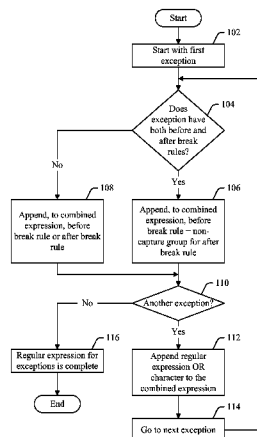 Start
102
Start with first
exception
104
Does
exception have
both before and
after break
rules?
No
Yes
108
106
Append, to combined
expression, before
break rule or after break
rule
Append, to combined
expression, before
break rule + non-
capture group for after
break rule
110
Another exception?
No
Yes
116
112
Regular expression for
exceptions is complete
Append regular
expression OR
character to the
combined expression
End
114
Go to next exception